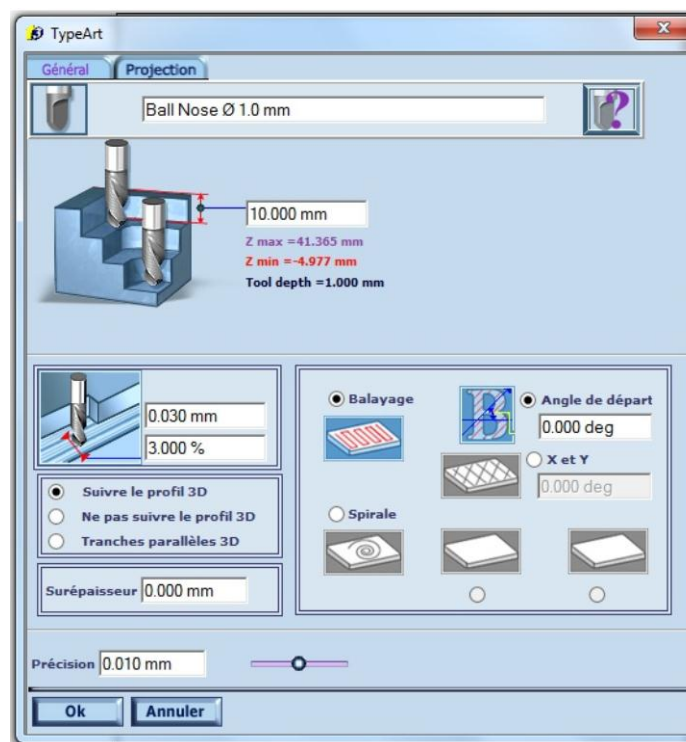 TypeArt
Général Projection
Ball Nose Ø 1.0 mm
?
10.000 mm
Z max =41.365 mm
Z min =-4.977 mm
Tool depth =1.000 mm
0.030 mm
3.000 %
Suivre le profil 3D
Ne pas suivre le profil 3D
Tranches parallèles 3D
Surépaisseur 0.000 mm
Balayage
B
Angle de départ
0.000 deg
X et Y
0.000 deg
Spirale
Précision 0.010 mm
Ok Annuler